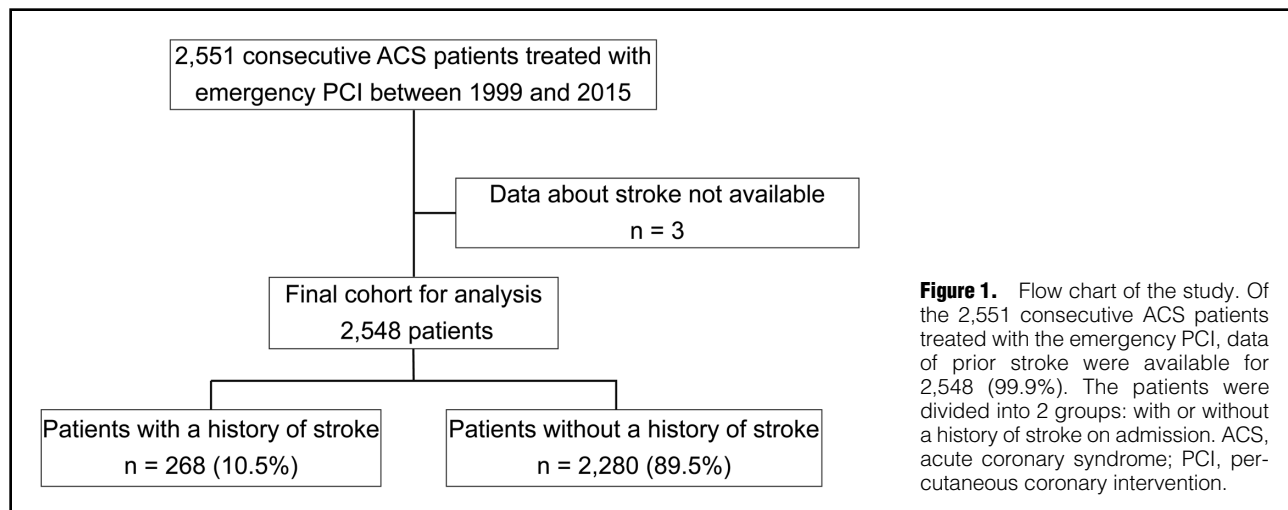 2,551 consecutive ACS patients treated with
emergency PCI between 1999 and 2015
Data about stroke not available
n = 3
Final cohort for analysis
2,548 patients
Patients with a history of stroke
n = 268 (10.5%)
Patients without a history of stroke
n = 2,280 (89.5%)
Figure 1. Flow chart of the study. Of
the 2,551 consecutive ACS patients
treated with the emergency PCI, data
of prior stroke were available for
2,548 (99.9%). The patients were
divided into 2 groups: with or without
a history of stroke on admission. ACS,
acute coronary syndrome; PCI, per-
cutaneous coronary intervention.